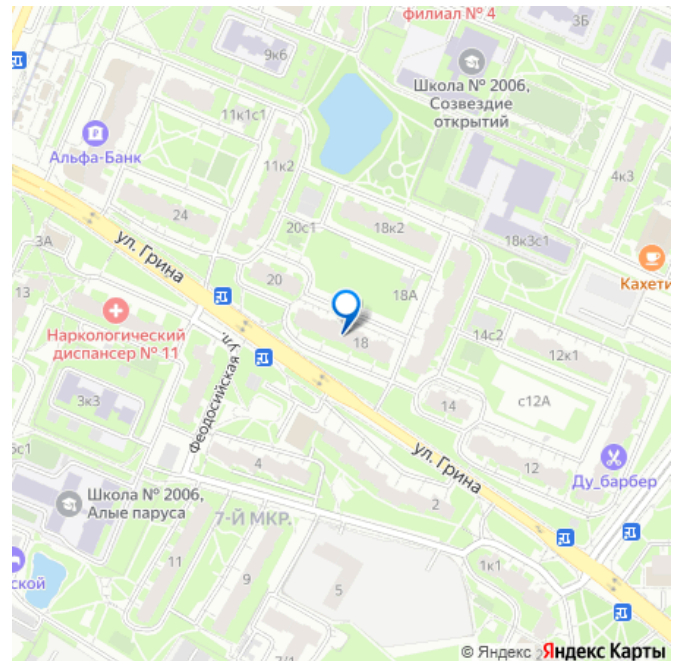 филиал № 4
3Б
9к6
Школа № 2006,
Созвездие
открытий
11к1с1
Альфа-Банк
11к2
4к3
24
20с1
18к2
18к3с1
3А
ул. Грина
20
Кахети
13
18А
Наркологический
диспансер № 11
18
14с2
12к1
Феодосийская ул.
3к3
14
с12А
6с1
4
ул. Грина
12
Ду_барбер
Школа № 2006,
Алые паруса
2
7-Й МКР.
11
1к1
ской
9
5
7/1
2
© Яндекс Яндекс Карты